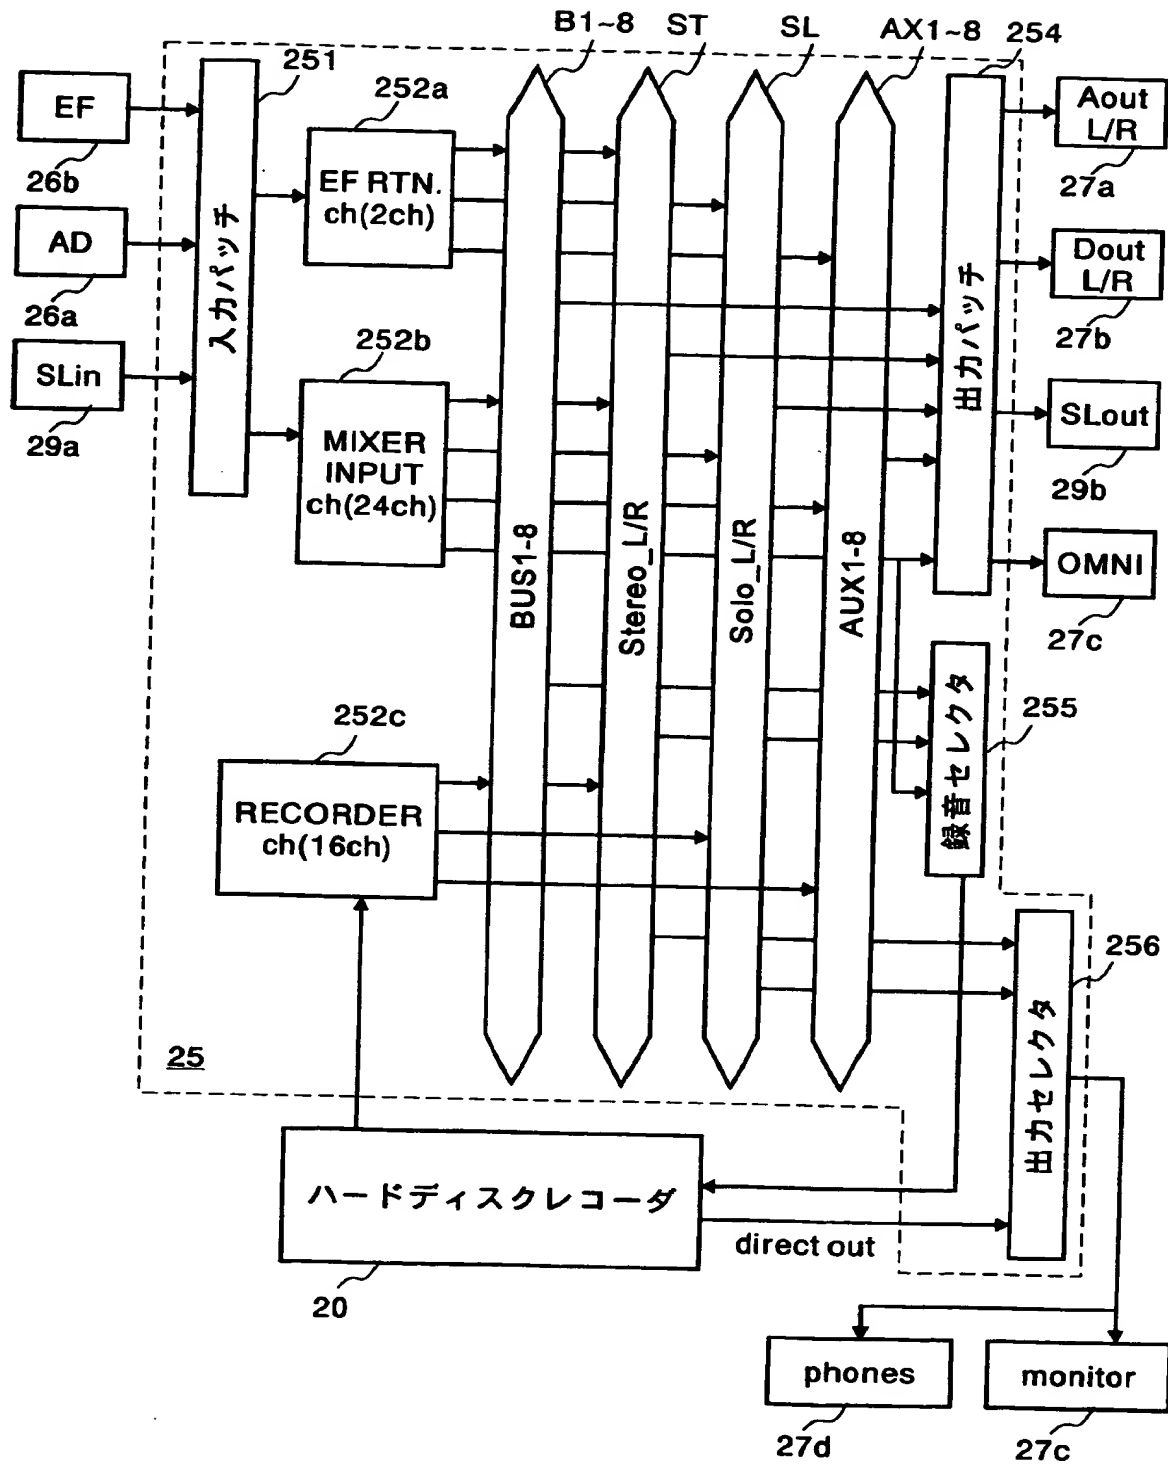 B1~8
ST
SL
AX1~8
254
251
252a
EF
26b
AD
26a
SLin
29a
入力パッチ
EF RTN.
ch(2ch)
252b
MIXER
INPUT
ch(24ch)
BUS1-8
Stereo_L/R
Solo_L/R
AUX1-8
出力パッチ
Aout
L/R
27a
Dout
L/R
27b
SLout
29b
OMNI
27c
252c
RECORDER
ch(16ch)
録音セレクタ
255
256
出力セレクタ
25
ハードディスクレコーダ
direct out
20
phones
27d
monitor
27c